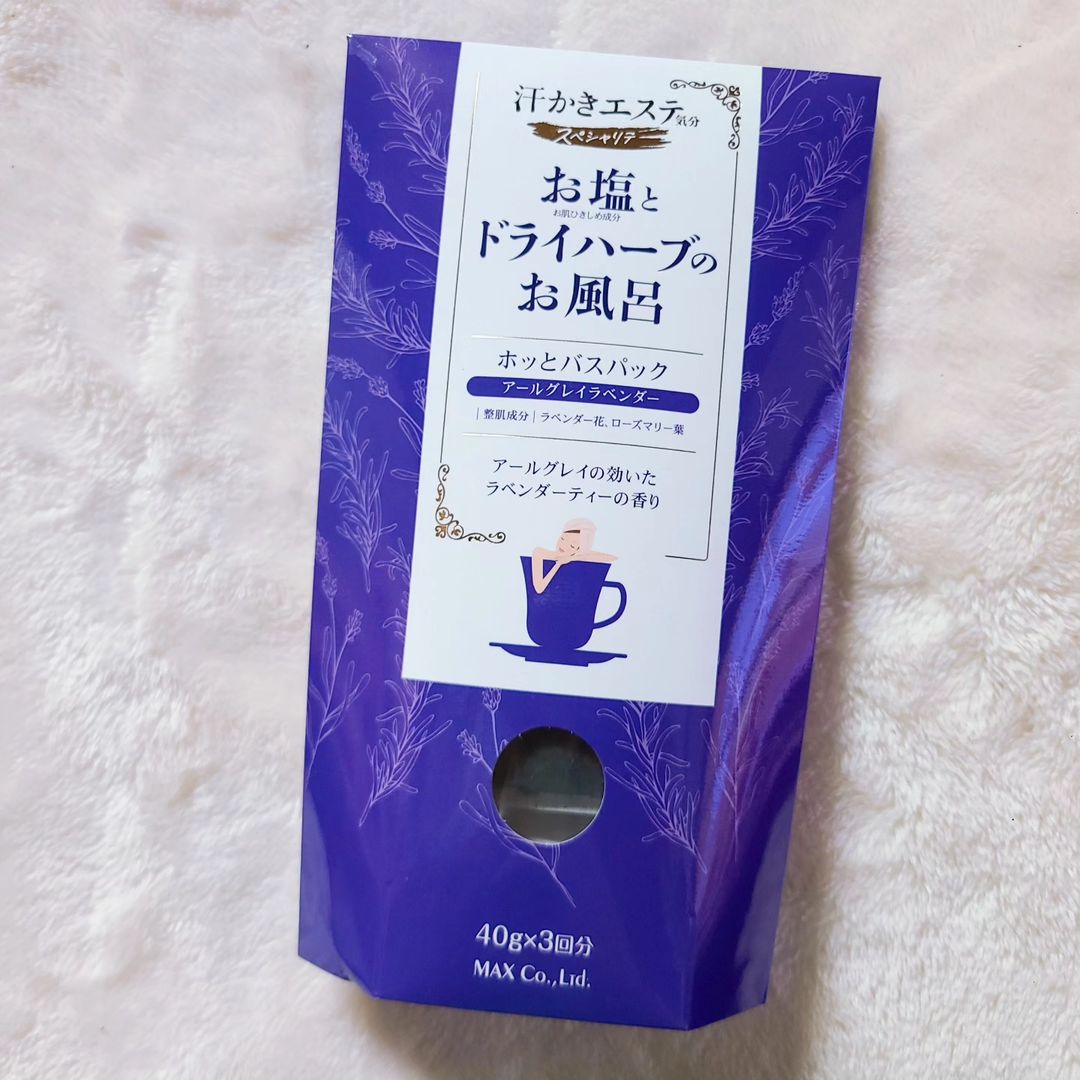 汗かきエステ気分
スペシャリテ
お塩と
お肌ひきしめ成分
ドライハーブの
お風呂
ホッとバスパック
アールグレイラベンダー
|整肌成分|ラベンダー花、ローズマリー葉
アールグレイの効いた
ラベンダーティーの香り
40g×3回分
MAX Co.,Ltd.